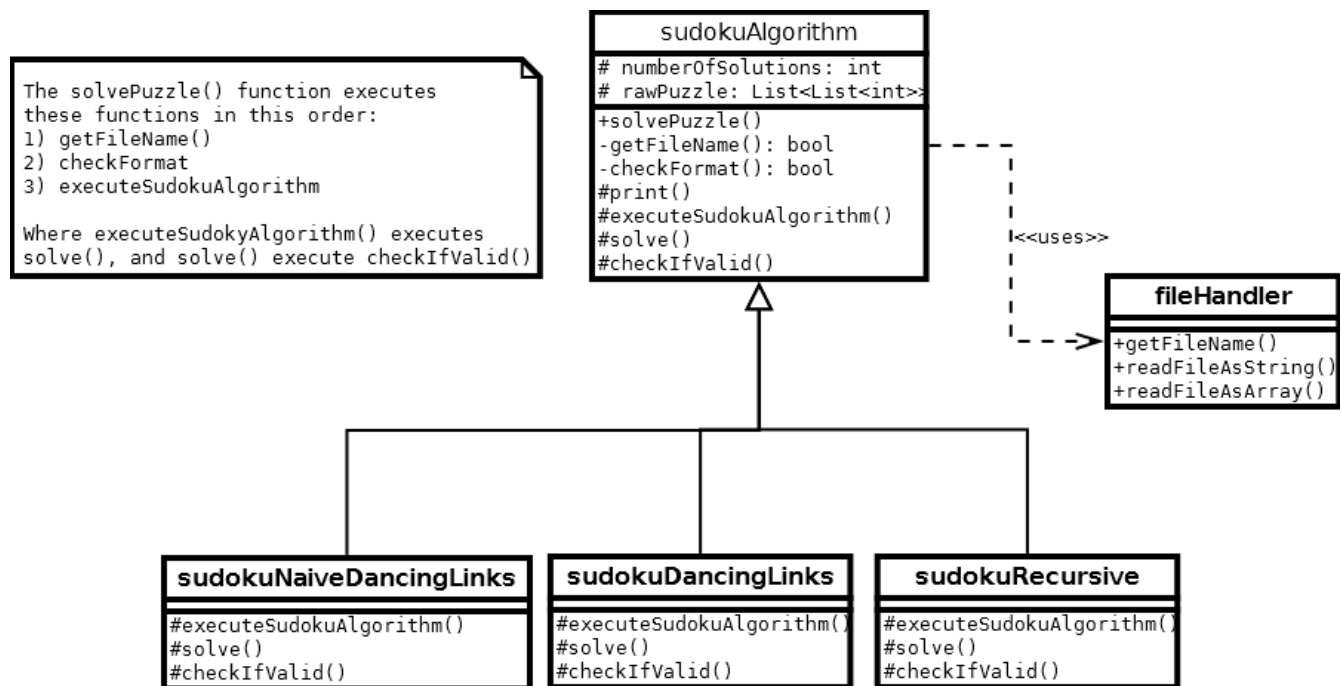 The solvePuzzle() function executes
these functions in this order:
1) getFileName()
2) checkFormat
3) executeSudokuAlgorithm
Where executeSudokyAlgorithm() executes
solve(), and solve() execute checkIfValid()
sudokuAlgorithm
# numberOfSolutions: int
# rawPuzzle: List<List<int>>
+solvePuzzle()
-getFileName(): bool
-checkFormat(): bool
#print()
#executeSudokuAlgorithm()
#solve()
#checkIfValid()
<<uses>>
fileHandler
+getFileName()
+readFileAsString()
+readFileAsArray()
sudokuNaiveDancingLinks
#executeSudokuAlgorithm()
#solve()
#checkIfValid()
sudokuDancingLinks
#executeSudokuAlgorithm()
#solve()
#checkIfValid()
sudokuRecursive
#executeSudokuAlgorithm()
#solve()
#checkIfValid()